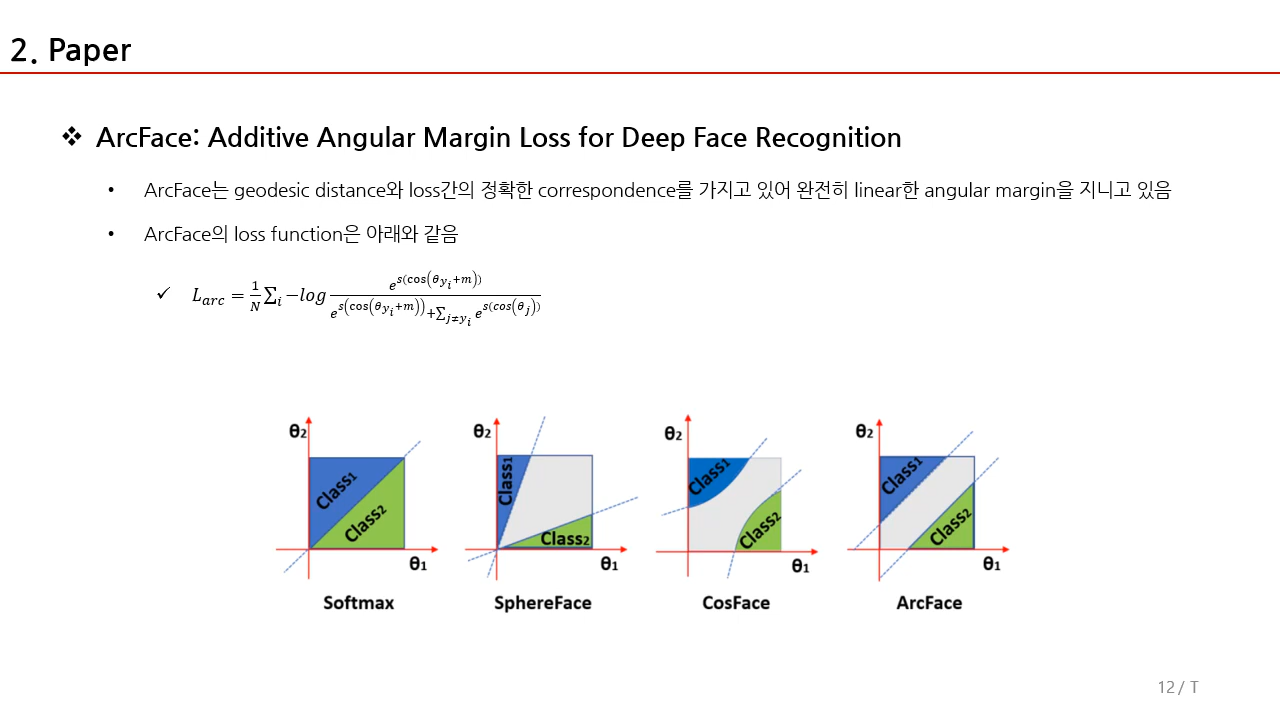 2. Paper
❖ ArcFace: Additive Angular Margin Loss for Deep Face Recognition
• ArcFace는 geodesic distance와 loss간의 정확한 correspondence를 가지고 있어 완전히 linear한 angular margin을 지니고 있음
• ArcFace의 loss function은 아래와 같음
✓ $L_{arc} = \frac{1}{N}\sum_{i} -log\frac{e^{s(\cos(\theta_{y_i}+m))}}{e^{s(\cos(\theta_{y_i}+m))}+\sum_{j\neq y_i} e^{s(cos(\theta_j))}}$
θ2 θ2 θ2 θ2
Class1 Class1 Class1 Class1
Class2 Class2 Class2 Class2
θ1 θ1 θ1 θ1
Softmax SphereFace CosFace ArcFace
12 / T